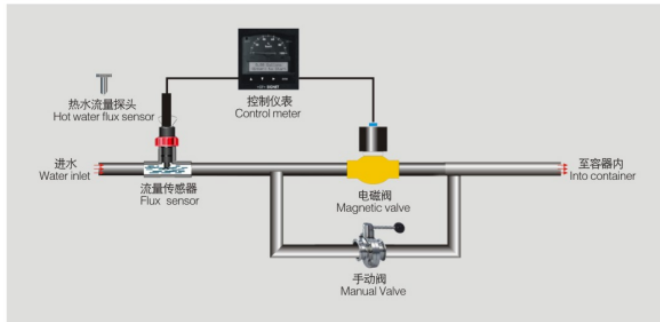 热水流量探头
Hot water flux sensor
控制仪表
Control meter
进水
Water inlet
流量传感器
Flux sensor
电磁阀
Magnetic valve
至容器内
Into container
手动阀
Manual Valve